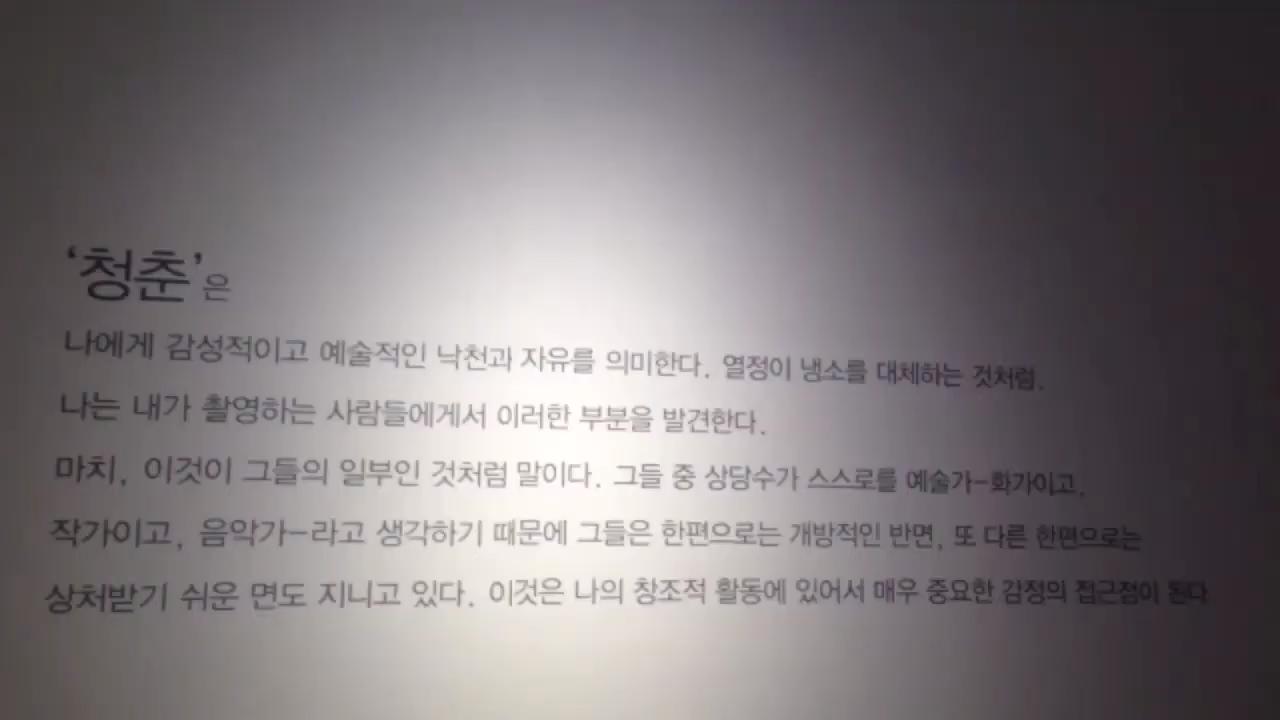 ‘청춘’은
나에게 감성적이고 예술적인 낙천과 자유를 의미한다. 열정이 냉소를 대체하는 것처럼.
나는 내가 촬영하는 사람들에게서 이러한 부분을 발견한다.
마치, 이것이 그들의 일부인 것처럼 말이다. 그들 중 상당수가 스스로를 예술가-화가이고,
작가이고, 음악가-라고 생각하기 때문에 그들은 한편으로는 개방적인 반면, 또 다른 한편으로는
상처받기 쉬운 면도 지니고 있다. 이것은 나의 창조적 활동에 있어서 매우 중요한 감정의 접근점이 된다